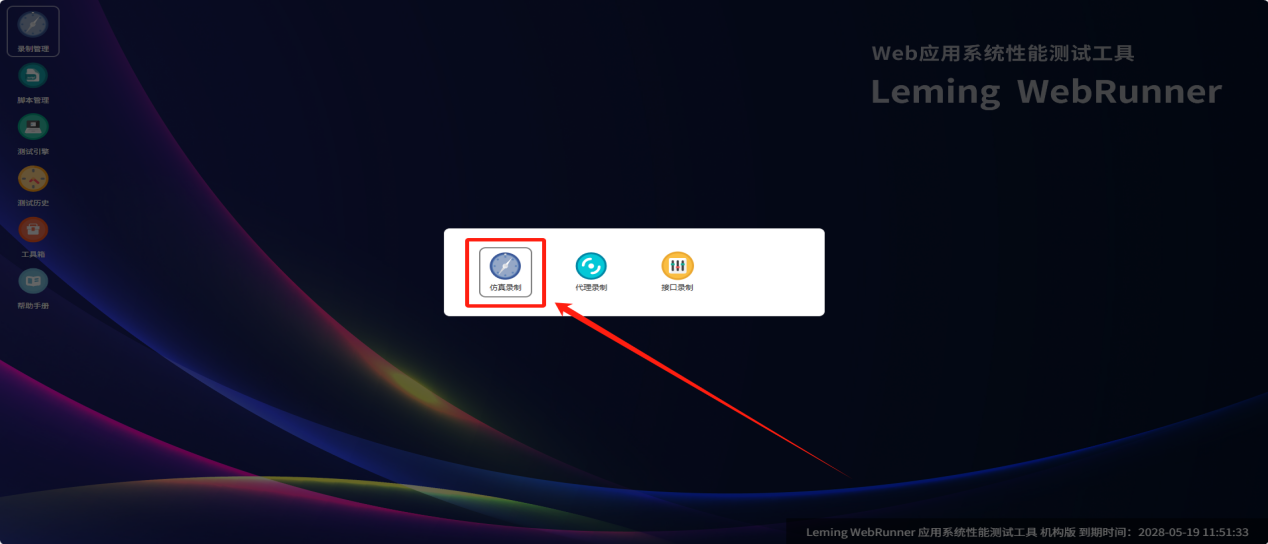 录制管理
脚本管理
测试引擎
测试历史
工具箱
帮助手册
Web应用系统性能测试工具
Leming WebRunner
仿真录制
代理录制
接口录制
Leming WebRunner 应用系统性能测试工具 机构版 到期时间：2028-05-19 11:51:33